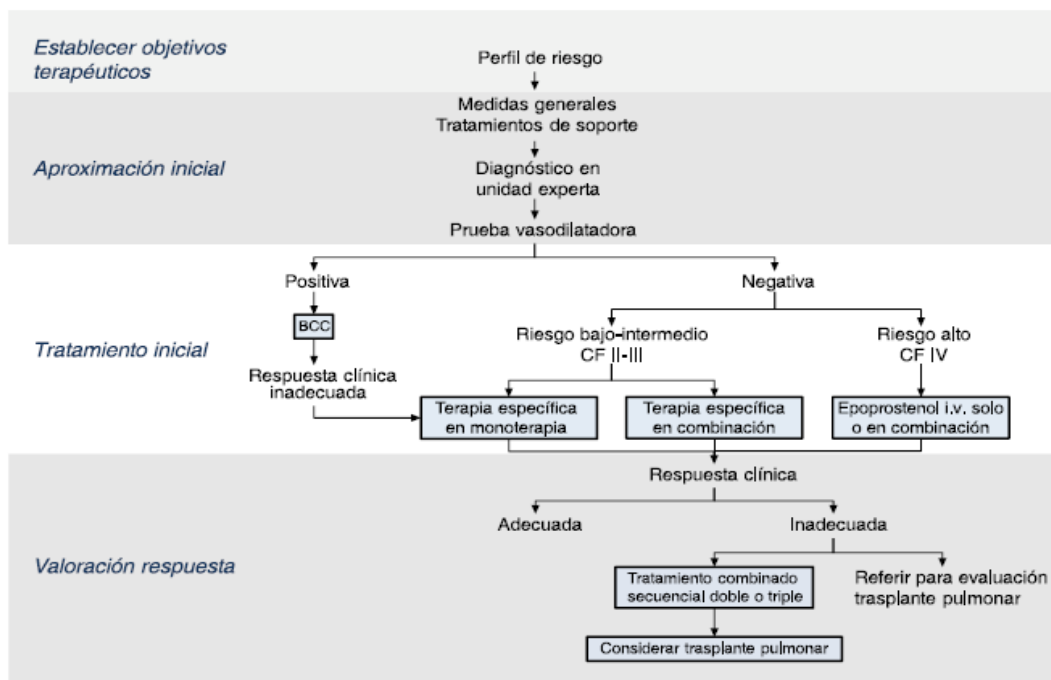 Establecer objetivos
terapéuticos
Perfil de riesgo
Medidas generales
Tratamientos de soporte
Aproximación inicial
Diagnóstico en
unidad experta
Prueba vasodilatadora
Positiva
Negativa
BCC
Riesgo bajo-intermedio
CF II-III
Riesgo alto
CF IV
Tratamiento inicial
Respuesta clínica
inadecuada
Terapia específica
en monoterapia
Terapia específica
en combinación
Epoprostenol i.v. solo
o en combinación
Respuesta clínica
Adecuada
Inadecuada
Valoración respuesta
Tratamiento combinado
secuencial doble o triple
Referir para evaluación
trasplante pulmonar
Considerar trasplante pulmonar